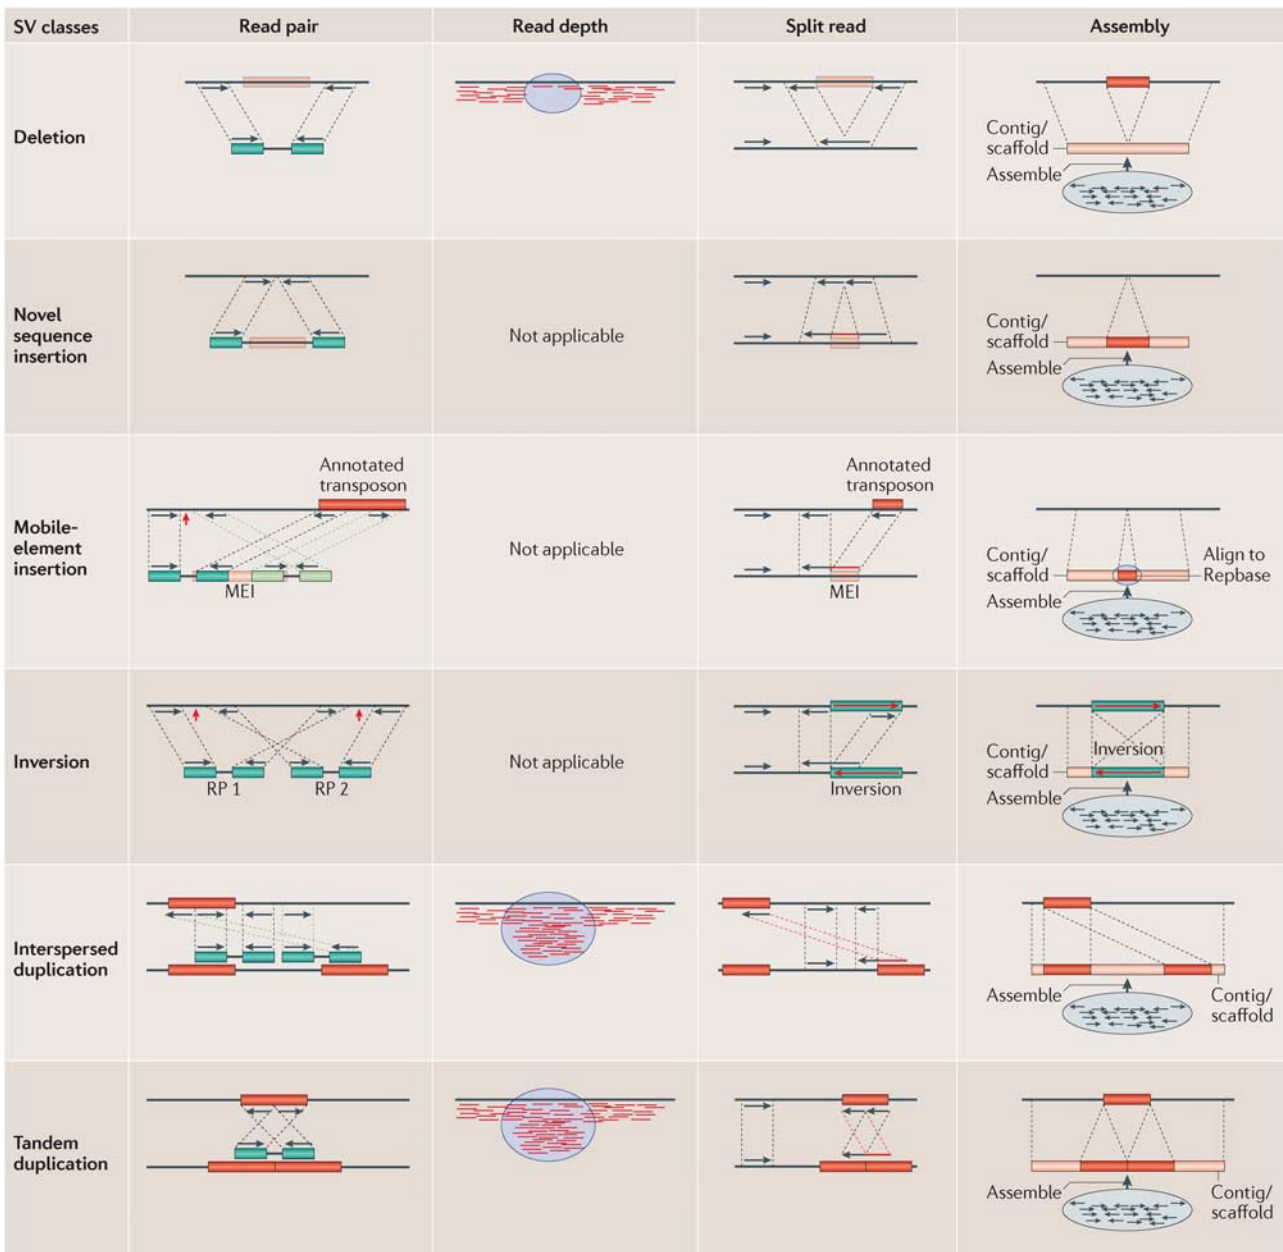 SV classes
Read pair
Read depth
Split read
Assembly
Deletion
Contig/
scaffold
Assemble
Novel
sequence
insertion
Not applicable
Contig/
scaffold
Assemble
Mobile-
element
insertion
Annotated
transposon
MEI
Not applicable
Annotated
transposon
MEI
Contig/
scaffold
Assemble
Align to
Repbase
Inversion
RP 1
RP 2
Not applicable
Inversion
Contig/
scaffold
Inversion
Assemble
Interspersed
duplication
Assemble
Contig/
scaffold
Tandem
duplication
Assemble
Contig/
scaffold